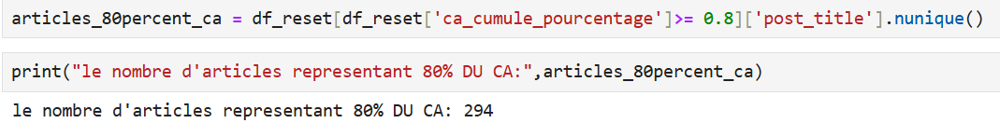 articles_80percent_ca = df_reset[df_reset['ca_cumule_pourcentage']>= 0.8]['post_title'].nunique()
print("le nombre d'articles representant 80% DU CA:",articles_80percent_ca)
le nombre d'articles representant 80% DU CA: 294